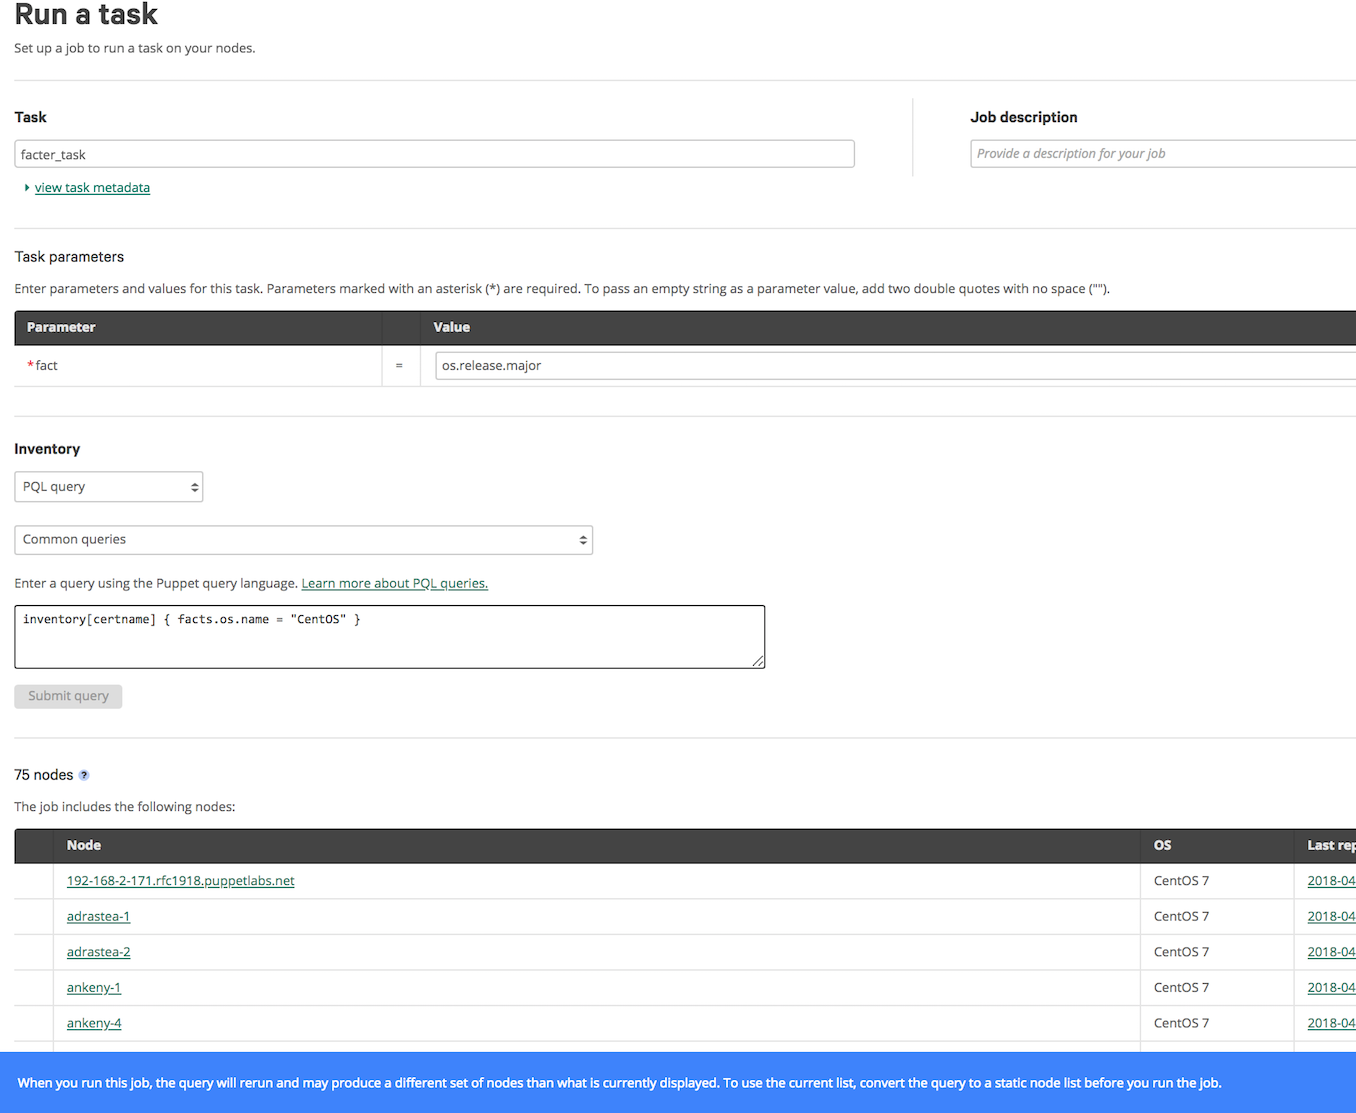 Run a task
Set up a job to run a task on your nodes.
Task
Job description
facter_task
Provide a description for your job
view task metadata
Task parameters
Enter parameters and values for this task. Parameters marked with an asterisk (*) are required. To pass an empty string as a parameter value, add two double quotes with no space ("").
Parameter Value
*fact = os.release.major
Inventory
PQL query
Common queries
Enter a query using the Puppet query language. Learn more about PQL queries.
inventory[certname] { facts.os.name = "CentOS" }
Submit query
75 nodes ?
The job includes the following nodes:
Node OS Last rep
192-168-2-171.rfc1918.puppetlabs.net CentOS 7 2018-04
adrastea-1 CentOS 7 2018-04
adrastea-2 CentOS 7 2018-04
ankeny-1 CentOS 7 2018-04
ankeny-4 CentOS 7 2018-04
When you run this job, the query will rerun and may produce a different set of nodes than what is currently displayed. To use the current list, convert the query to a static node list before you run the job.